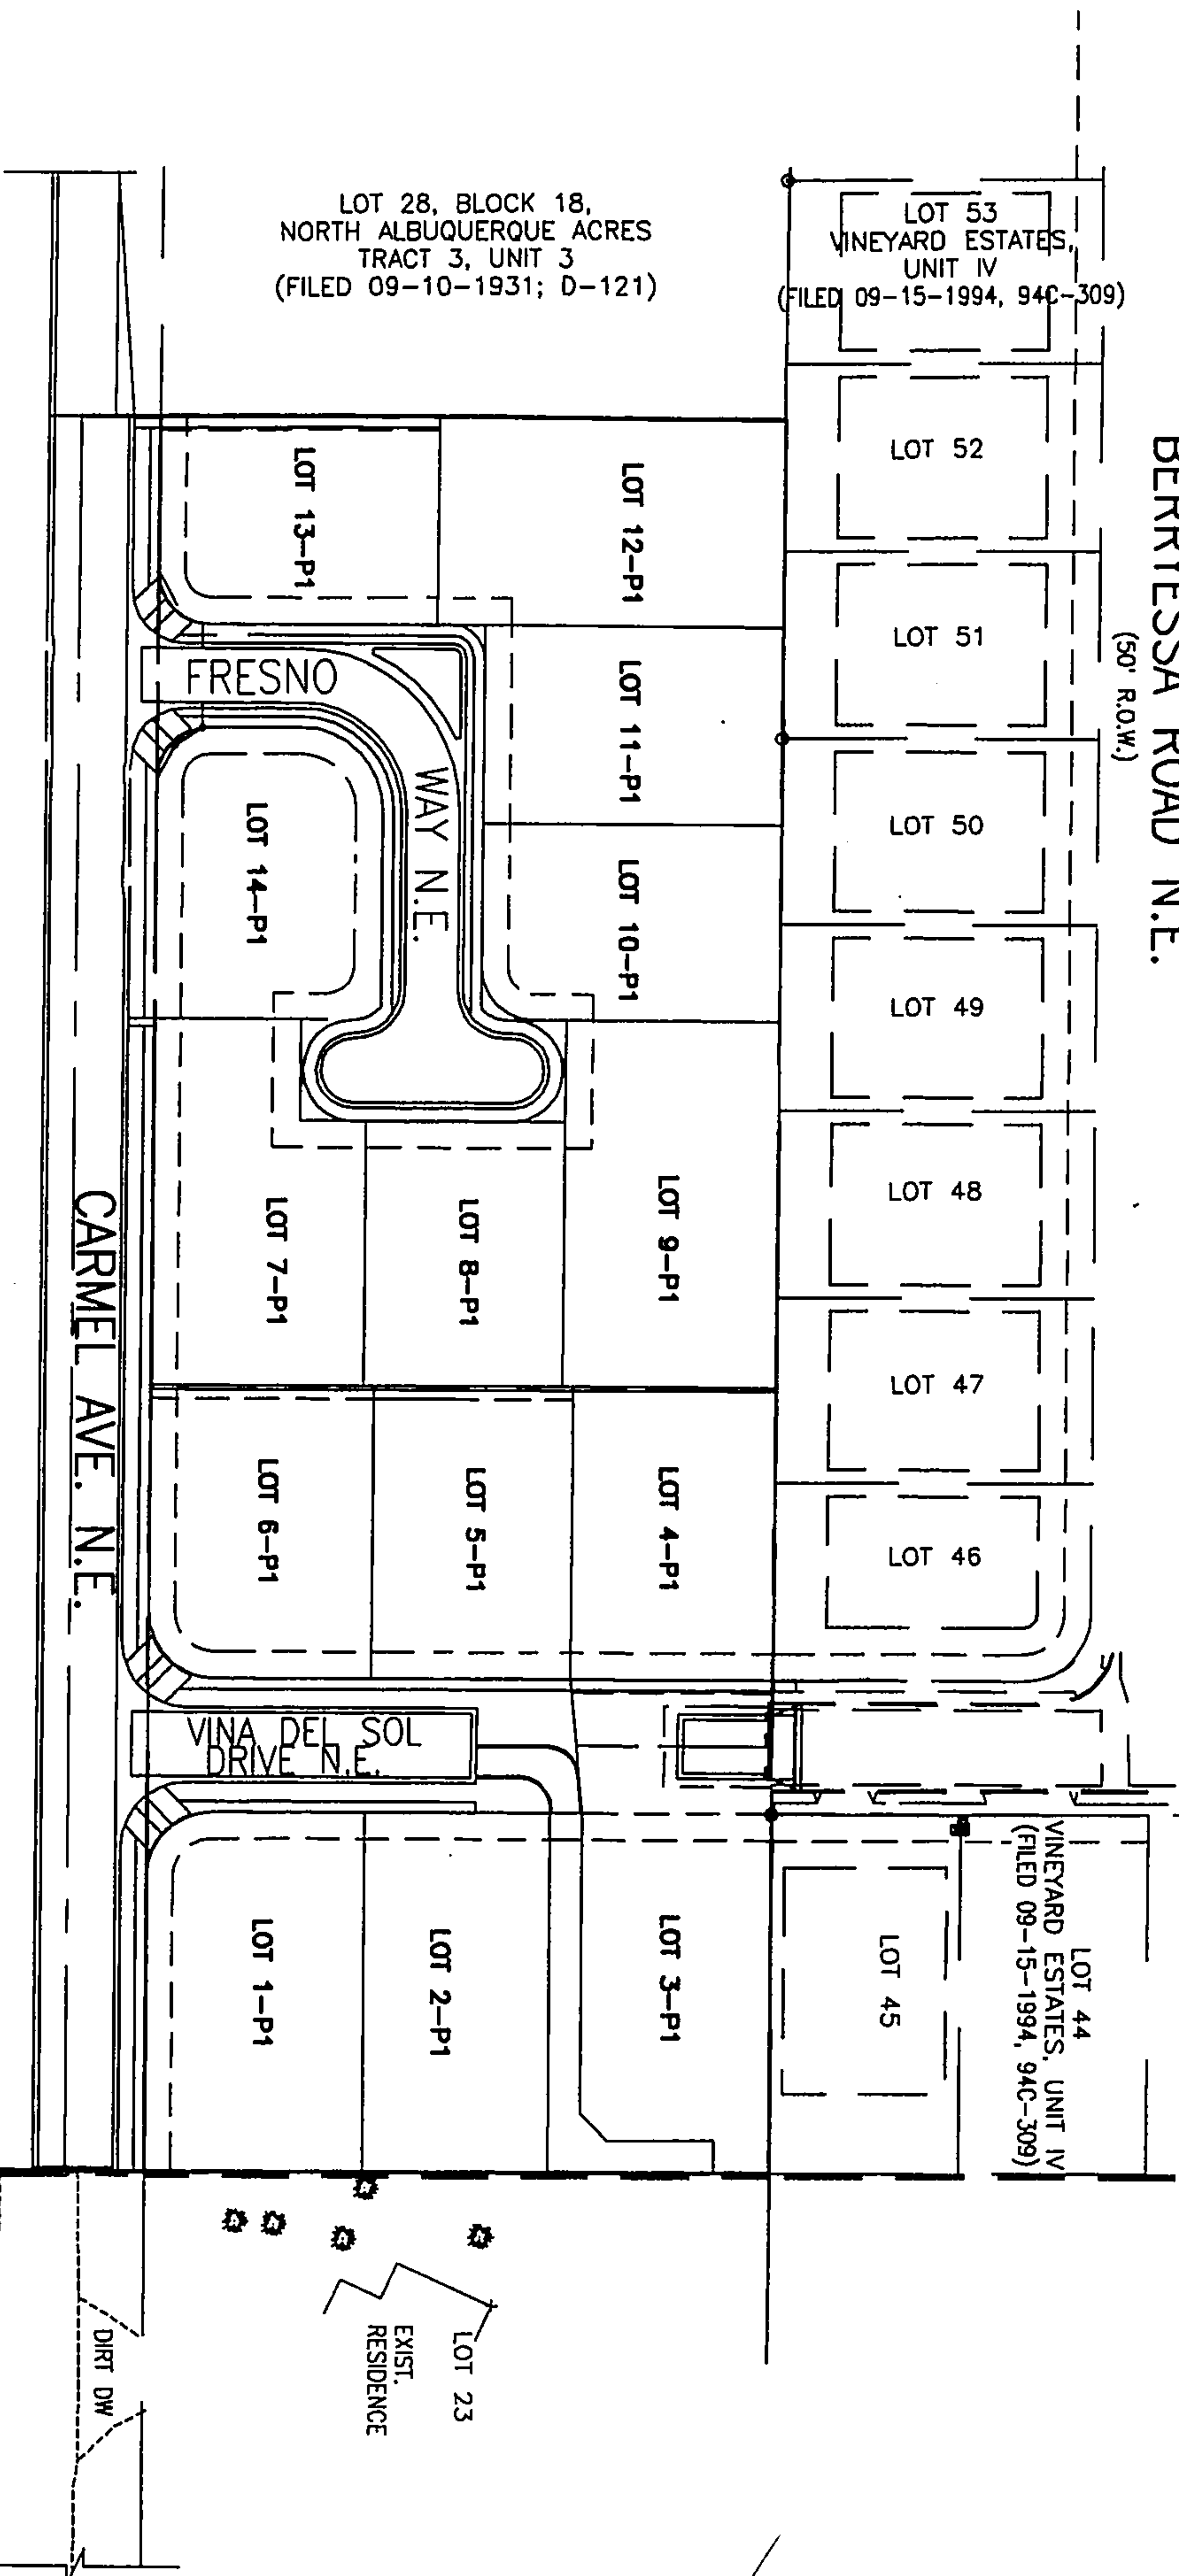 BERRYESSA ROAD N.E.
(50' R.O.W.)
LOT 28, BLOCK 18,
NORTH ALBUQUERQUE ACRES
TRACT 3, UNIT 3
(FILED 09-10-1931; D-121)
LOT 53
VINEYARD ESTATES,
UNIT IV
(FILED 09-15-1994, 94C-309)
LOT 52
LOT 51
LOT 50
LOT 49
LOT 48
LOT 47
LOT 46
LOT 13-P1
LOT 12-P1
LOT 11-P1
LOT 10-P1
FRESNO
WAY N.E.
LOT 14-P1
LOT 7-P1
LOT 8-P1
LOT 9-P1
LOT 6-P1
LOT 5-P1
LOT 4-P1
CARMEL AVE. N.E.
VINA DEL SOL
DRIVE N.E.
LOT 1-P1
LOT 2-P1
LOT 3-P1
LOT 45
LOT 44
VINEYARD ESTATES, UNIT IV
(FILED 09-15-1994, 94C-309)
LOT 23
EXIST.
RESIDENCE
DIRT DW